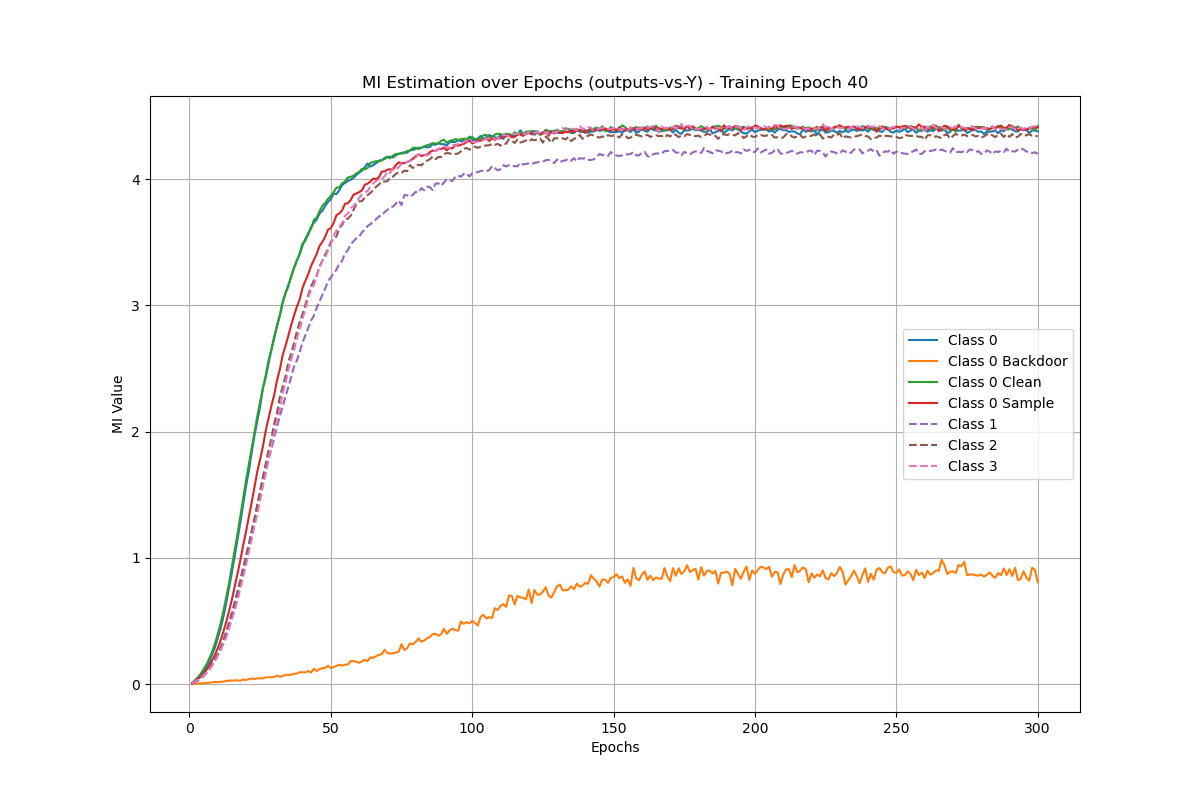 MI Estimation over Epochs (outputs-vs-Y) - Training Epoch 40
MI Value
4
3
2
1
0
Class 0
Class 0 Backdoor
Class 0 Clean
Class 0 Sample
Class 1
Class 2
Class 3
0 50 100 150 200 250 300
Epochs